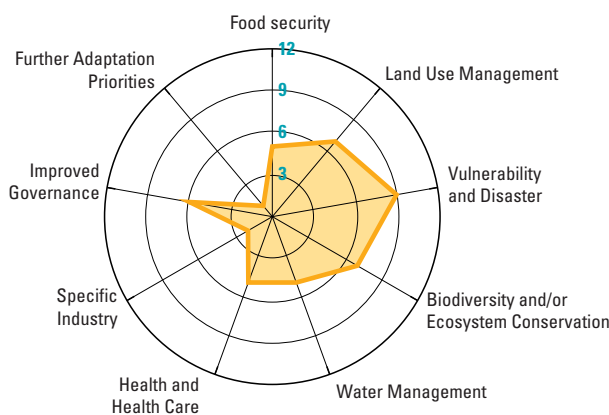 Food security
12
9
6
3
Land Use Management
Vulnerability
and Disaster
Biodiversity and/or
Ecosystem Conservation
Water Management
Health and
Health Care
Specific
Industry
Improved
Governance
Further Adaptation
Priorities